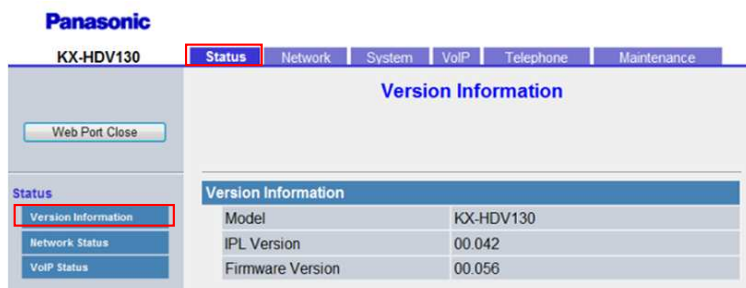 Panasonic
KX-HDV130
Status Network System VoIP Telephone Maintenance
Version Information
Web Port Close
Status
Version Information
Network Status
VoIP Status
Version Information
Model KX-HDV130
IPL Version 00.042
Firmware Version 00.056